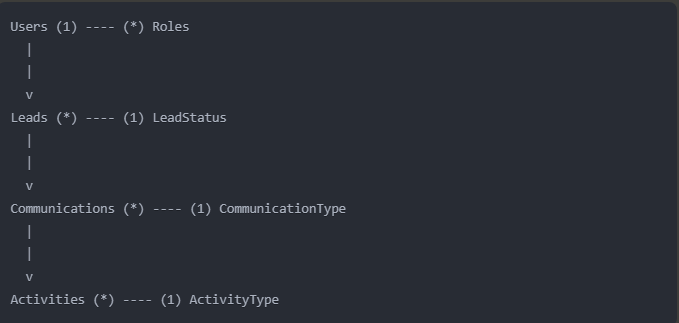 Users (1) ---- (*) Roles
|
|
v
Leads (*) ---- (1) LeadStatus
|
|
v
Communications (*) ---- (1) CommunicationType
|
|
v
Activities (*) ---- (1) ActivityType